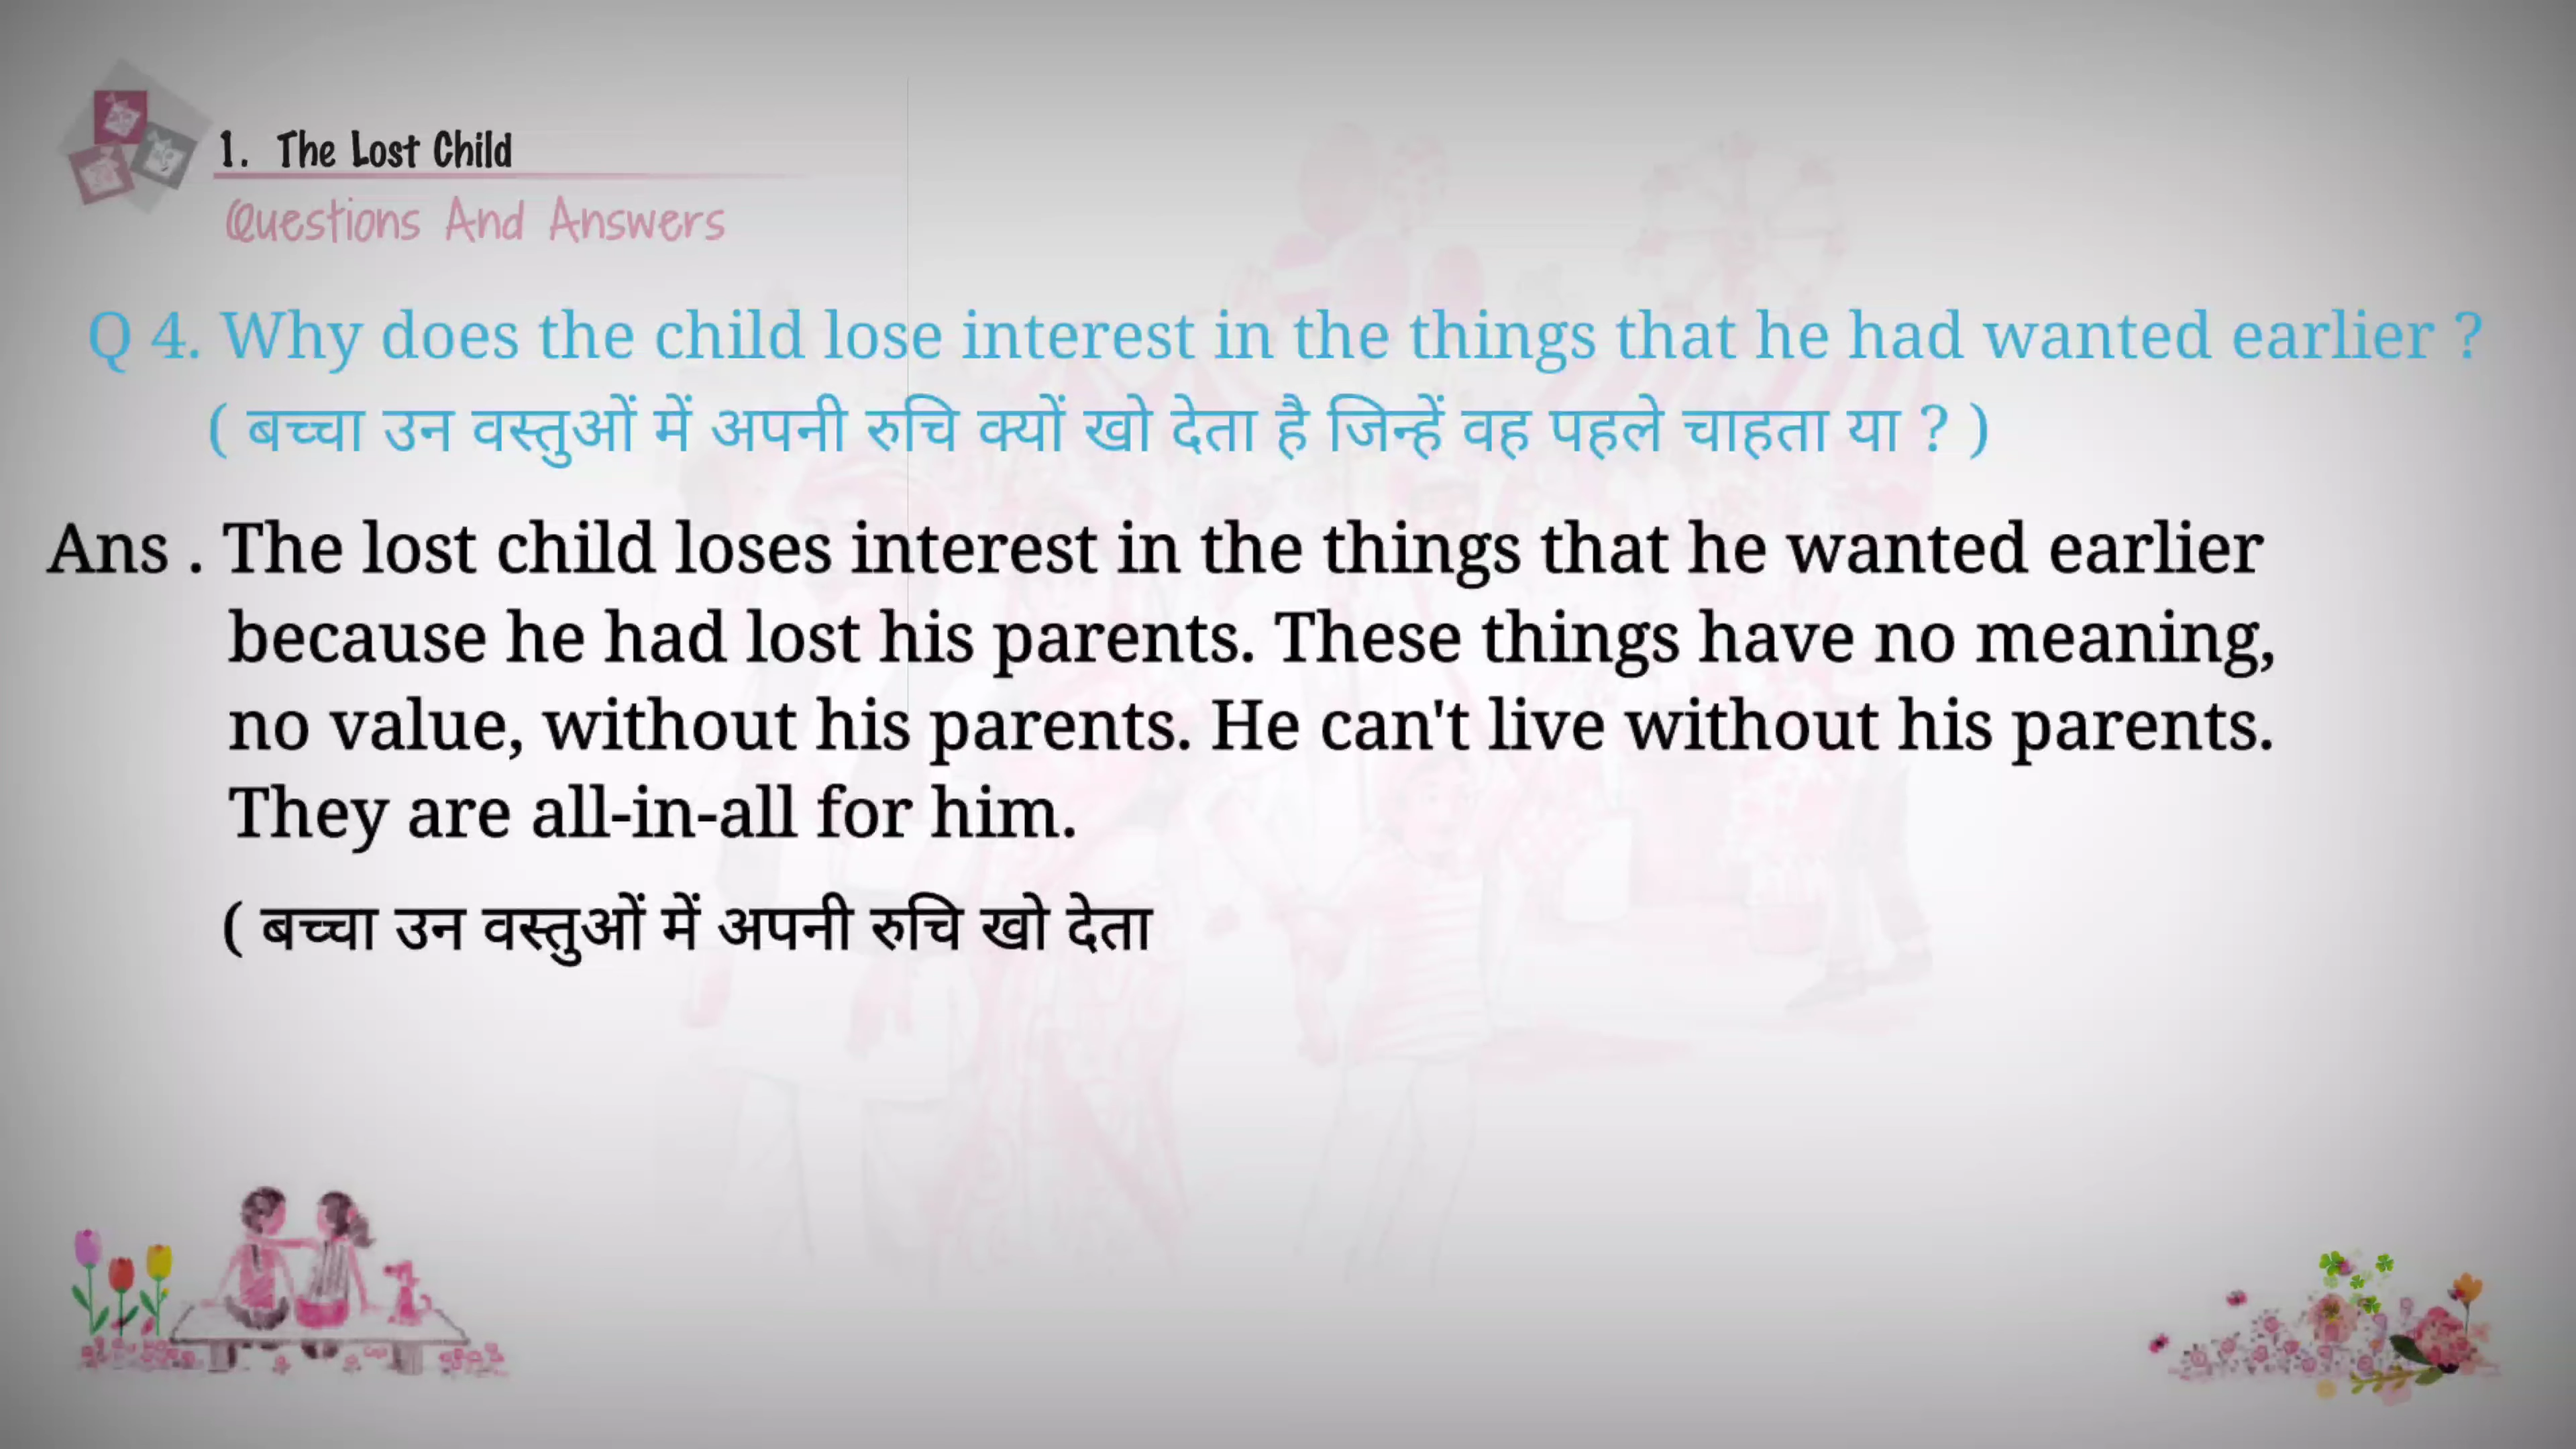 1. The Lost Child
Questions And Answers
Q 4. Why does the child lose interest in the things that he had wanted earlier ?
( बच्चा उन वस्तुओं में अपनी रुचि क्यों खो देता है जिन्हें वह पहले चाहता या ? )
Ans . The lost child loses interest in the things that he wanted earlier
because he had lost his parents. These things have no meaning,
no value, without his parents. He can't live without his parents.
They are all-in-all for him.
( बच्चा उन वस्तुओं में अपनी रुचि खो देता